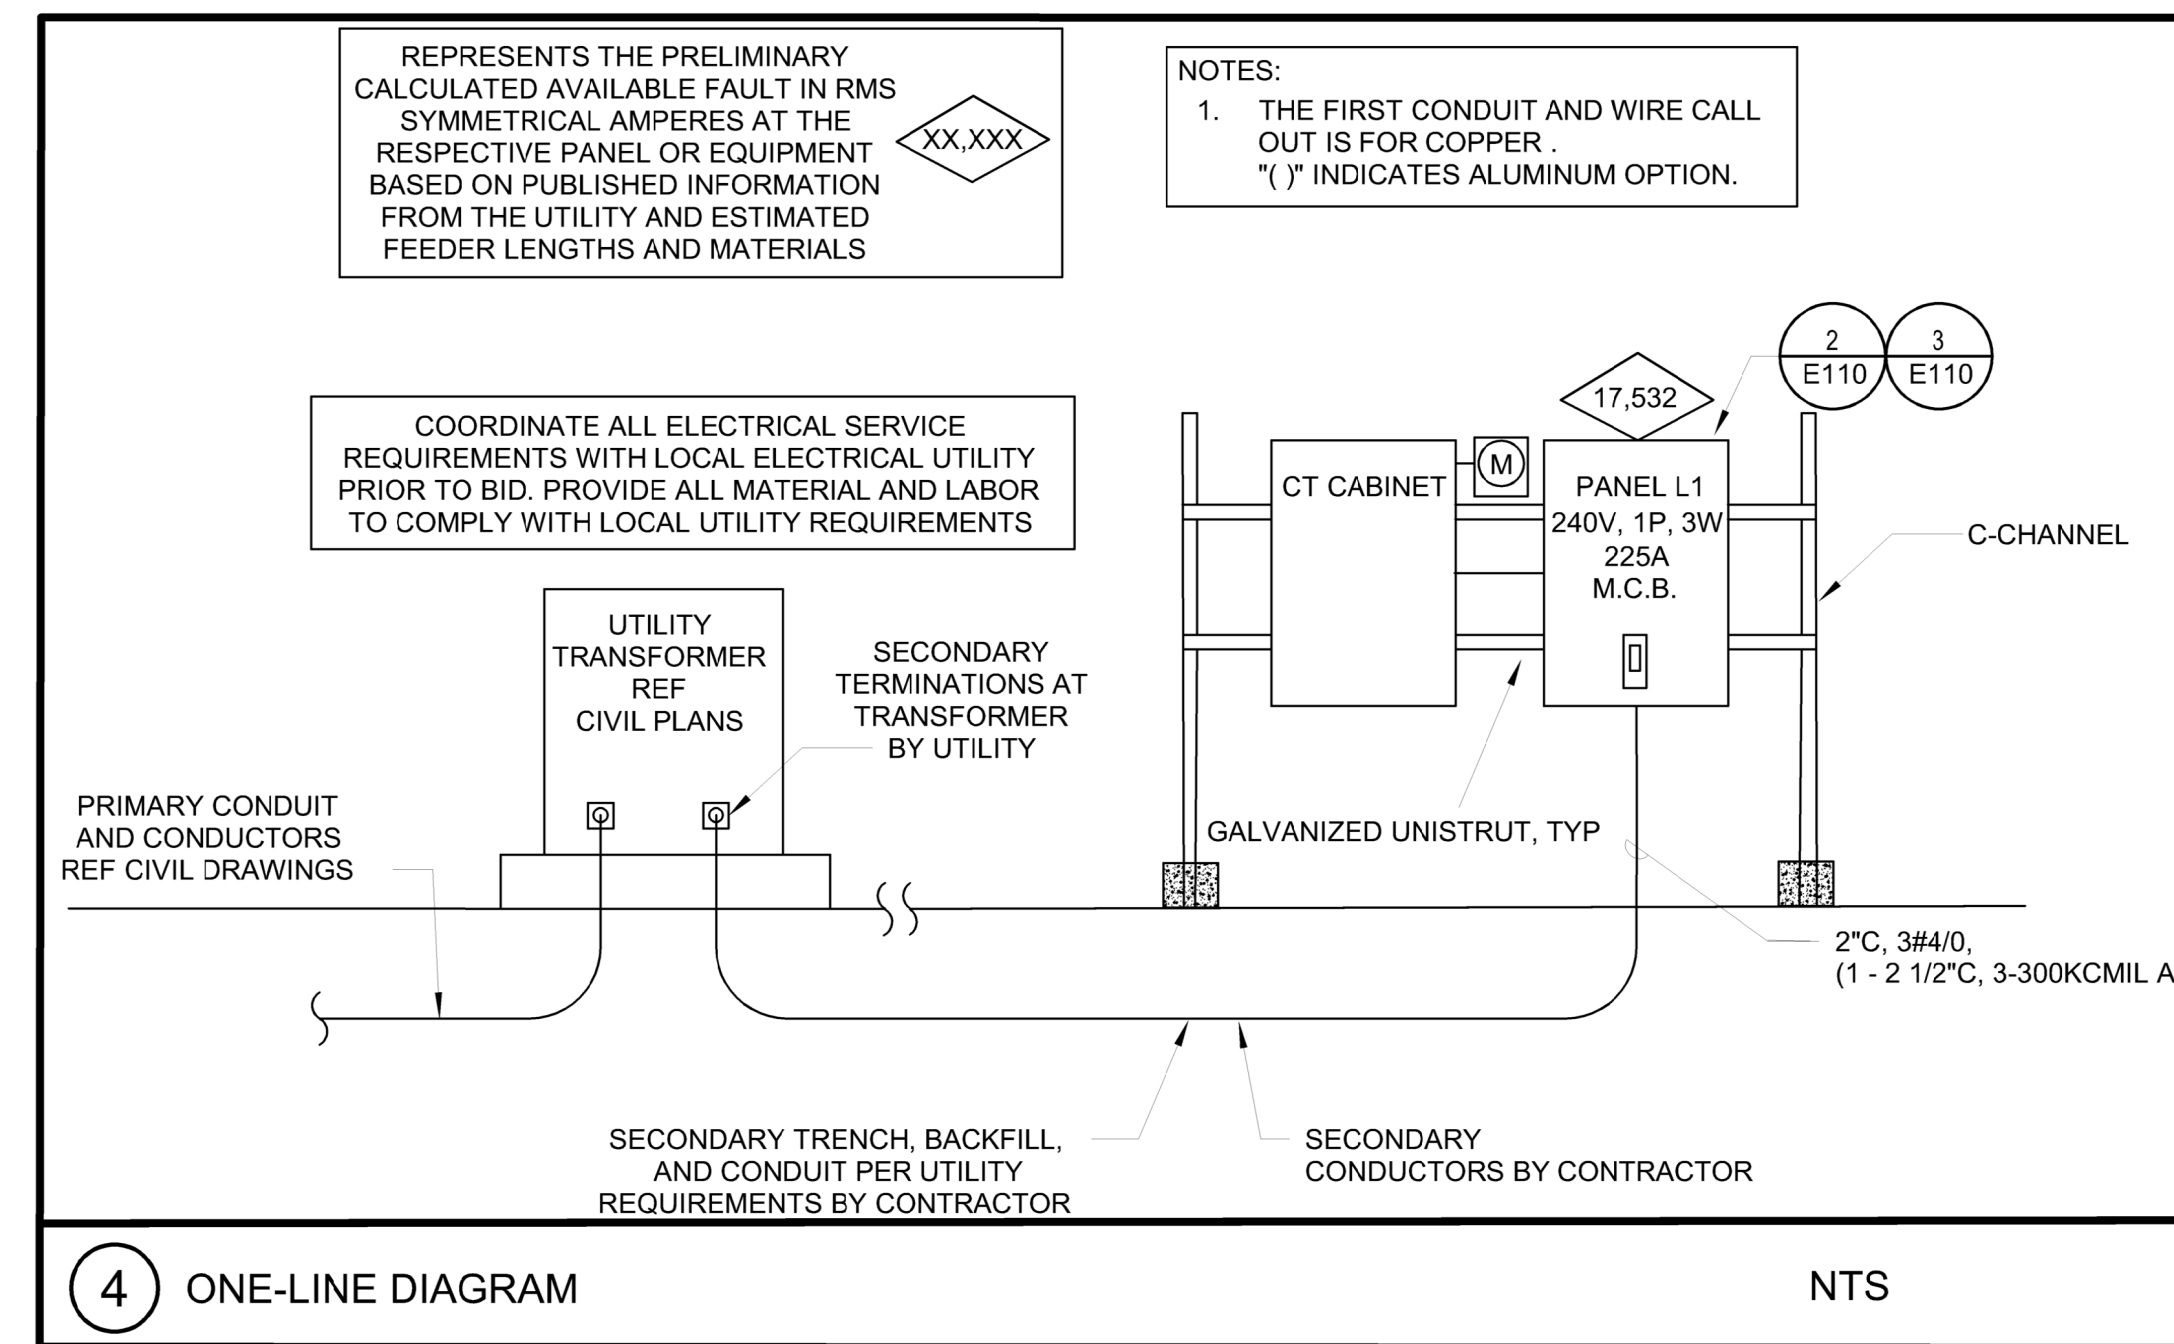 REPRESENTS THE PRELIMINARY
CALCULATED AVAILABLE FAULT IN RMS
SYMMETRICAL AMPERES AT THE
RESPECTIVE PANEL OR EQUIPMENT
BASED ON PUBLISHED INFORMATION
FROM THE UTILITY AND ESTIMATED
FEEDER LENGTHS AND MATERIALS
XX,XXX
NOTES:
1. THE FIRST CONDUIT AND WIRE CALL
OUT IS FOR COPPER .
"( )" INDICATES ALUMINUM OPTION.
COORDINATE ALL ELECTRICAL SERVICE
REQUIREMENTS WITH LOCAL ELECTRICAL UTILITY
PRIOR TO BID. PROVIDE ALL MATERIAL AND LABOR
TO COMPLY WITH LOCAL UTILITY REQUIREMENTS
2
E110
3
E110
17,532
CT CABINET
M
PANEL L1
240V, 1P, 3W
225A
M.C.B.
C-CHANNEL
UTILITY
TRANSFORMER
REF
CIVIL PLANS
SECONDARY
TERMINATIONS AT
TRANSFORMER
BY UTILITY
PRIMARY CONDUIT
AND CONDUCTORS
REF CIVIL DRAWINGS
GALVANIZED UNISTRUT, TYP
2"C, 3#4/0,
(1 - 2 1/2"C, 3-300KCMIL A
SECONDARY TRENCH, BACKFILL,
AND CONDUIT PER UTILITY
REQUIREMENTS BY CONTRACTOR
SECONDARY
CONDUCTORS BY CONTRACTOR
4 ONE-LINE DIAGRAM
NTS